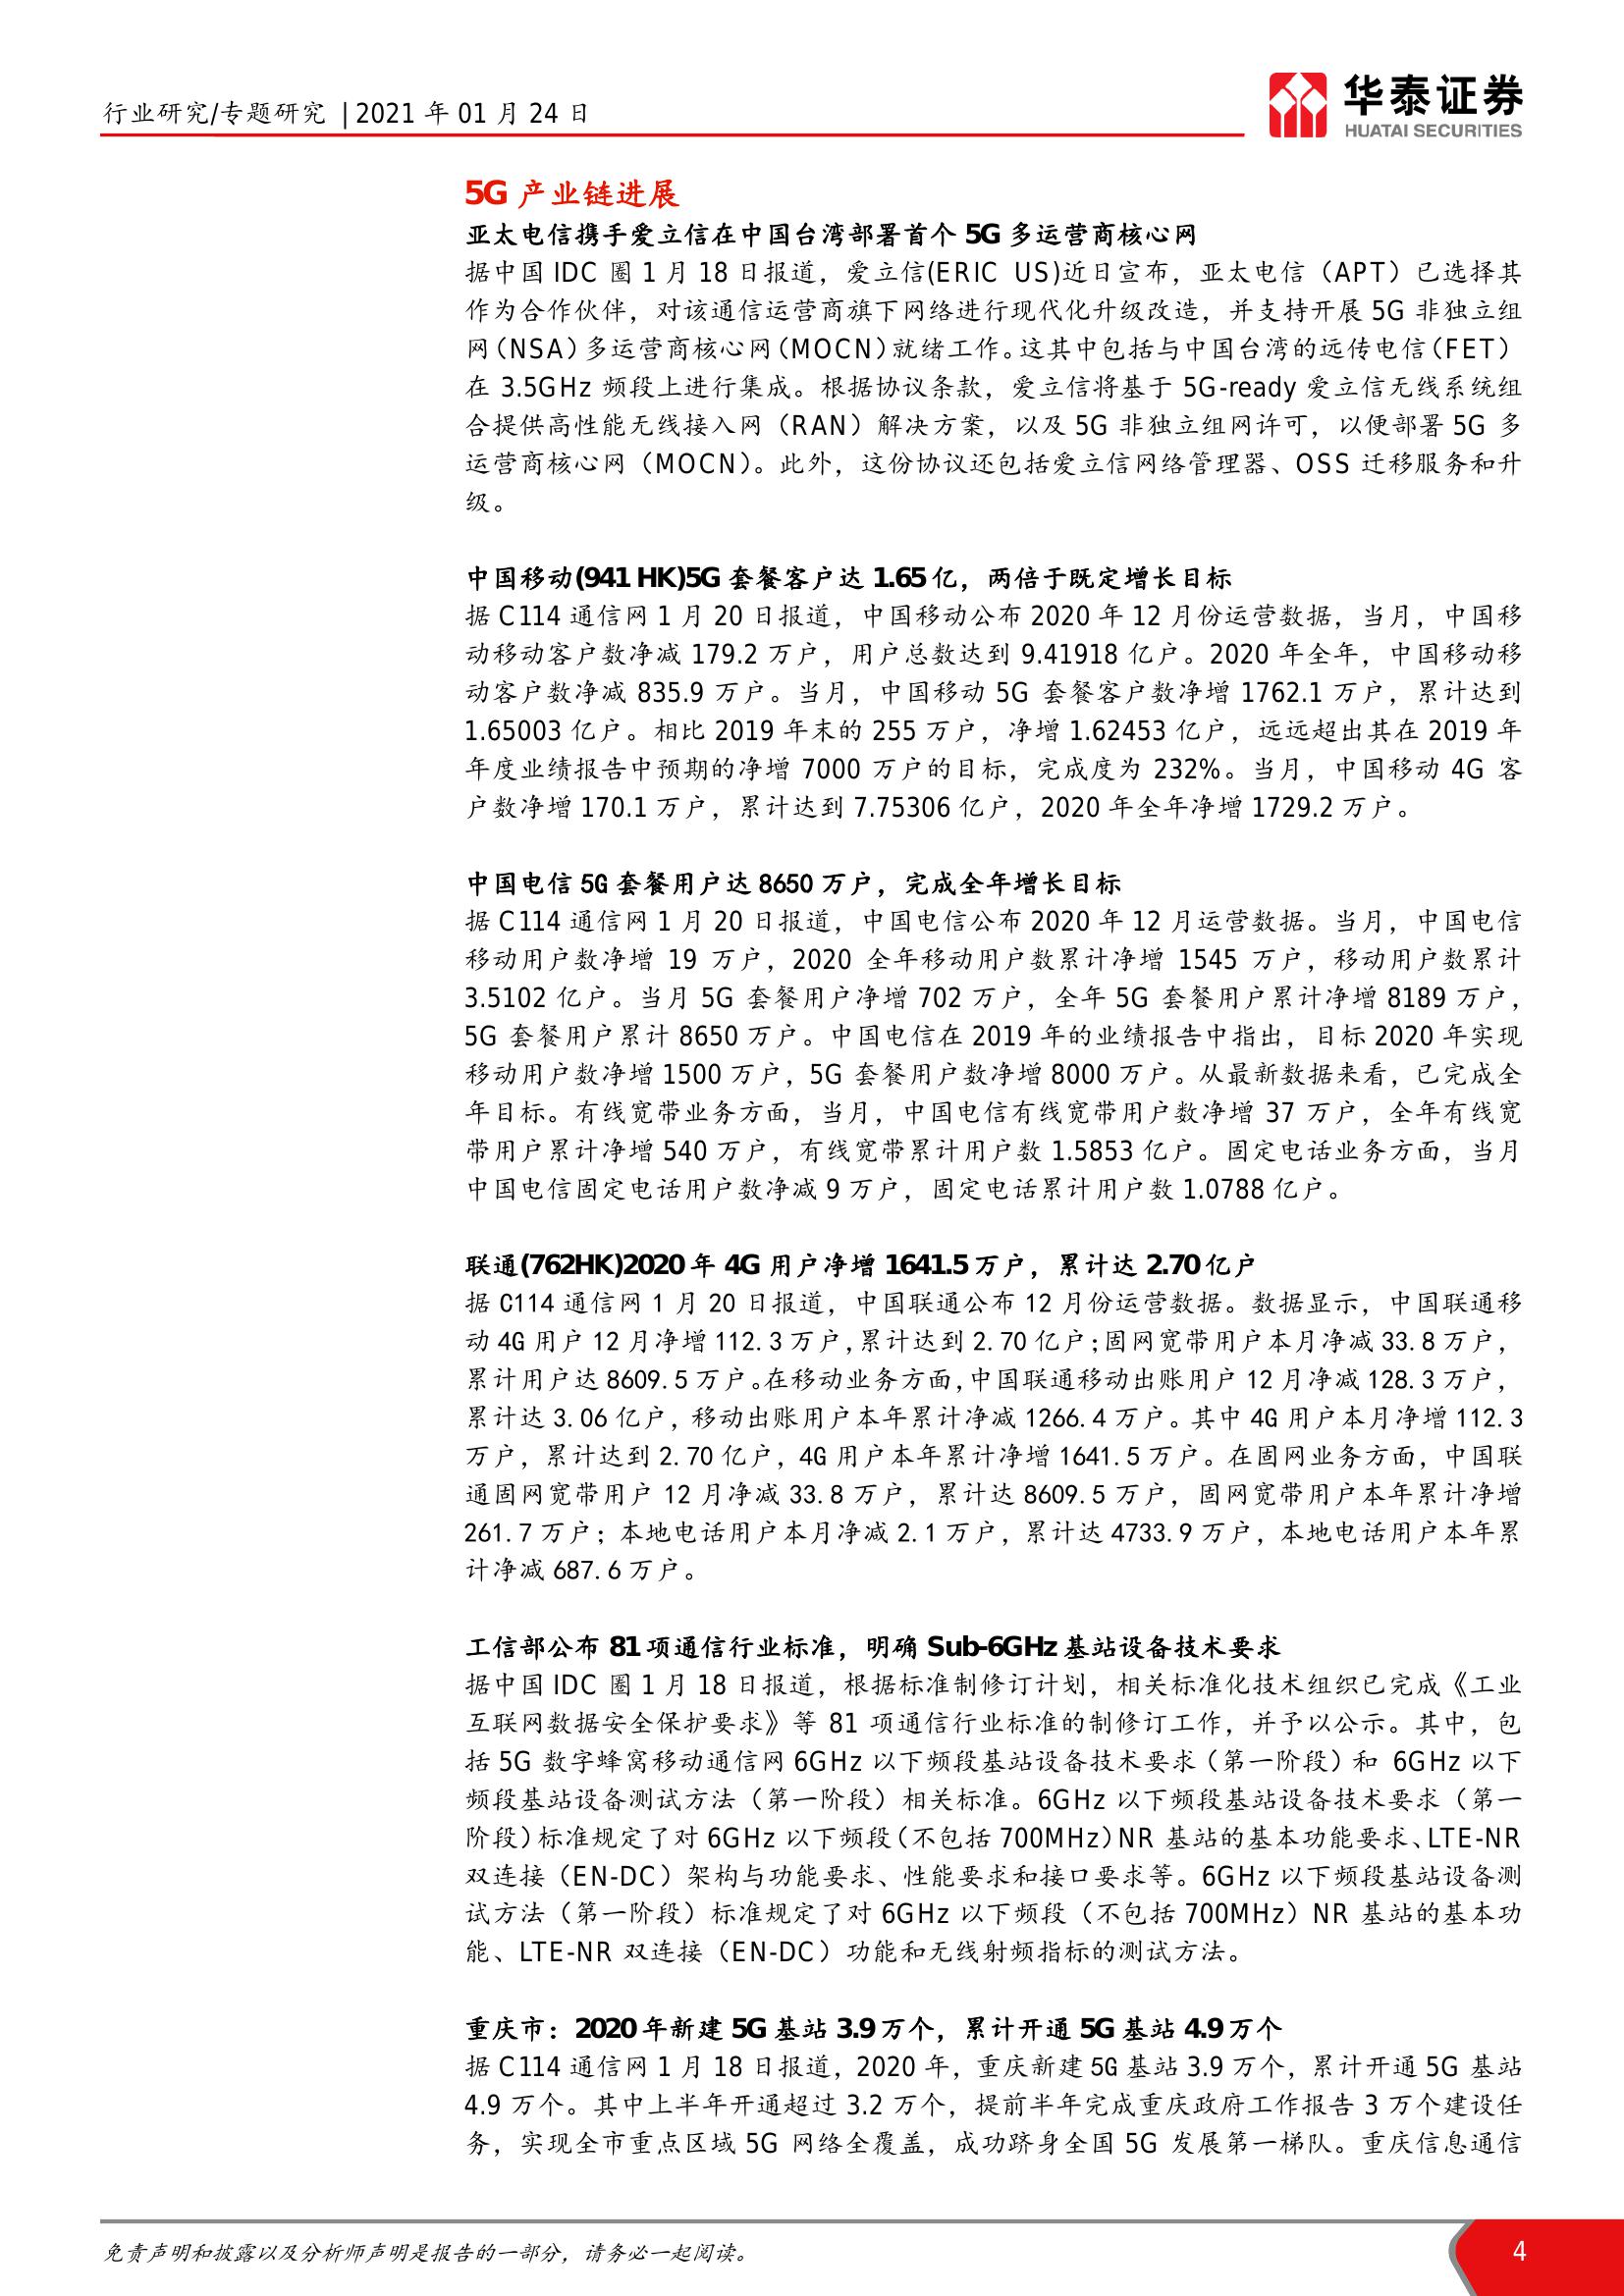 行业研究/专题研究 | 2021 年 01 月 24 日
华泰证券
HUATAI SECURITIES
5G 产业链进展
亚太电信携手爱立信在中国台湾部署首个 5G 多运营商核心网
据中国 IDC 圈 1 月 18 日报道，爱立信(ERIC US)近日宣布，亚太电信（APT）已选择其
作为合作伙伴，对该通信运营商旗下网络进行现代化升级改造，并支持开展 5G 非独立组
网（NSA）多运营商核心网（MOCN）就绪工作。这其中包括与中国台湾的远传电信（FET）
在 3.5GHz 频段上进行集成。根据协议条款，爱立信将基于 5G-ready 爱立信无线系统组
合提供高性能无线接入网（RAN）解决方案，以及 5G 非独立组网许可，以便部署 5G 多
运营商核心网（MOCN）。此外，这份协议还包括爱立信网络管理器、OSS 迁移服务和升
级。
中国移动(941 HK)5G 套餐客户达 1.65 亿，两倍于既定增长目标
据 C114 通信网 1 月 20 日报道，中国移动公布 2020 年 12 月份运营数据，当月，中国移
动移动客户数净减 179.2 万户，用户总数达到 9.41918 亿户。2020 年全年，中国移动移
动客户数净减 835.9 万户。当月，中国移动 5G 套餐客户数净增 1762.1 万户，累计达到
1.65003 亿户。相比 2019 年末的 255 万户，净增 1.62453 亿户，远远超出其在 2019 年
年度业绩报告中预期的净增 7000 万户的目标，完成度为 232%。当月，中国移动 4G 客
户数净增 170.1 万户，累计达到 7.75306 亿户，2020 年全年净增 1729.2 万户。
中国电信 5G 套餐用户达 8650 万户，完成全年增长目标
据 C114 通信网 1 月 20 日报道，中国电信公布 2020 年 12 月运营数据。当月，中国电信
移动用户数净增 19 万户，2020 全年移动用户数累计净增 1545 万户，移动用户数累计
3.5102 亿户。当月 5G 套餐用户净增 702 万户，全年 5G 套餐用户累计净增 8189 万户，
5G 套餐用户累计 8650 万户。中国电信在 2019 年的业绩报告中指出，目标 2020 年实现
移动用户数净增 1500 万户，5G 套餐用户数净增 8000 万户。从最新数据来看，已完成全
年目标。有线宽带业务方面，当月，中国电信有线宽带用户数净增 37 万户，全年有线宽
带用户累计净增 540 万户，有线宽带累计用户数 1.5853 亿户。固定电话业务方面，当月
中国电信固定电话用户数净减 9 万户，固定电话累计用户数 1.0788 亿户。
联通(762HK)2020 年 4G 用户净增 1641.5 万户，累计达 2.70 亿户
据 C114 通信网 1 月 20 日报道，中国联通公布 12 月份运营数据。数据显示，中国联通移
动 4G 用户 12 月净增 112.3 万户，累计达到 2.70 亿户；固网宽带用户本月净减 33.8 万户，
累计用户达 8609.5 万户。在移动业务方面，中国联通移动出账用户 12 月净减 128.3 万户，
累计达 3.06 亿户，移动出账用户本年累计净减 1266.4 万户。其中 4G 用户本月净增 112.3
万户，累计达到 2.70 亿户，4G 用户本年累计净增 1641.5 万户。在固网业务方面，中国联
通固网宽带用户 12 月净减 33.8 万户，累计达 8609.5 万户，固网宽带用户本年累计净增
261.7 万户；本地电话用户本月净减 2.1 万户，累计达 4733.9 万户，本地电话用户本年累
计净减 687.6 万户。
工信部公布 81 项通信行业标准，明确 Sub-6GHz 基站设备技术要求
据中国 IDC 圈 1 月 18 日报道，根据标准制修订计划，相关标准化技术组织已完成《工业
互联网数据安全保护要求》等 81 项通信行业标准的制修订工作，并予以公示。其中，包
括 5G 数字蜂窝移动通信网 6GHz 以下频段基站设备技术要求（第一阶段）和 6GHz 以下
频段基站设备测试方法（第一阶段）相关标准。6GHz 以下频段基站设备技术要求（第一
阶段）标准规定了对 6GHz 以下频段（不包括 700MHz）NR 基站的基本功能要求、LTE-NR
双连接（EN-DC）架构与功能要求、性能要求和接口要求等。6GHz 以下频段基站设备测
试方法（第一阶段）标准规定了对 6GHz 以下频段（不包括 700MHz）NR 基站的基本功
能、LTE-NR 双连接（EN-DC）功能和无线射频指标的测试方法。
重庆市：2020 年新建 5G 基站 3.9 万个，累计开通 5G 基站 4.9 万个
据 C114 通信网 1 月 18 日报道，2020 年，重庆新建 5G 基站 3.9 万个，累计开通 5G 基站
4.9 万个。其中上半年开通超过 3.2 万个，提前半年完成重庆政府工作报告 3 万个建设任
务，实现全市重点区域 5G 网络全覆盖，成功跻身全国 5G 发展第一梯队。重庆信息通信
免责声明和披露以及分析师声明是报告的一部分，请务必一起阅读。
4